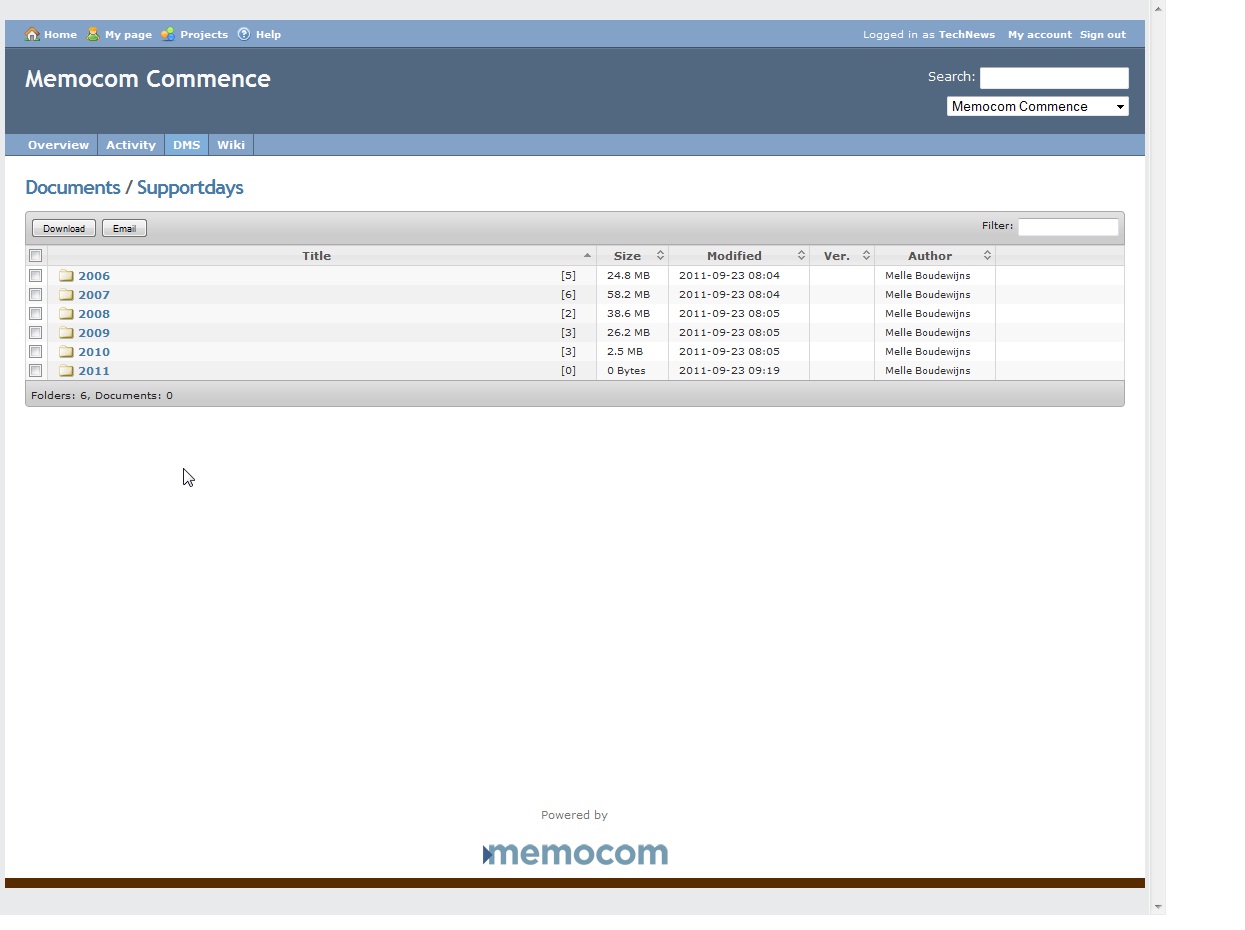 Home My page Projects Help Logged in as TechNews My account Sign out
Memocom Commence Search:
Memocom Commence
Overview Activity DMS Wiki
Documents / Supportdays
Download Email Filter:
Title Size Modified Ver. Author
2006 [5] 24.8 MB 2011-09-23 08:04 Melle Boudewijns
2007 [6] 58.2 MB 2011-09-23 08:04 Melle Boudewijns
2008 [2] 38.6 MB 2011-09-23 08:05 Melle Boudewijns
2009 [3] 26.2 MB 2011-09-23 08:05 Melle Boudewijns
2010 [3] 2.5 MB 2011-09-23 08:05 Melle Boudewijns
2011 [0] 0 Bytes 2011-09-23 09:19 Melle Boudewijns
Folders: 6, Documents: 0
Powered by
memocom